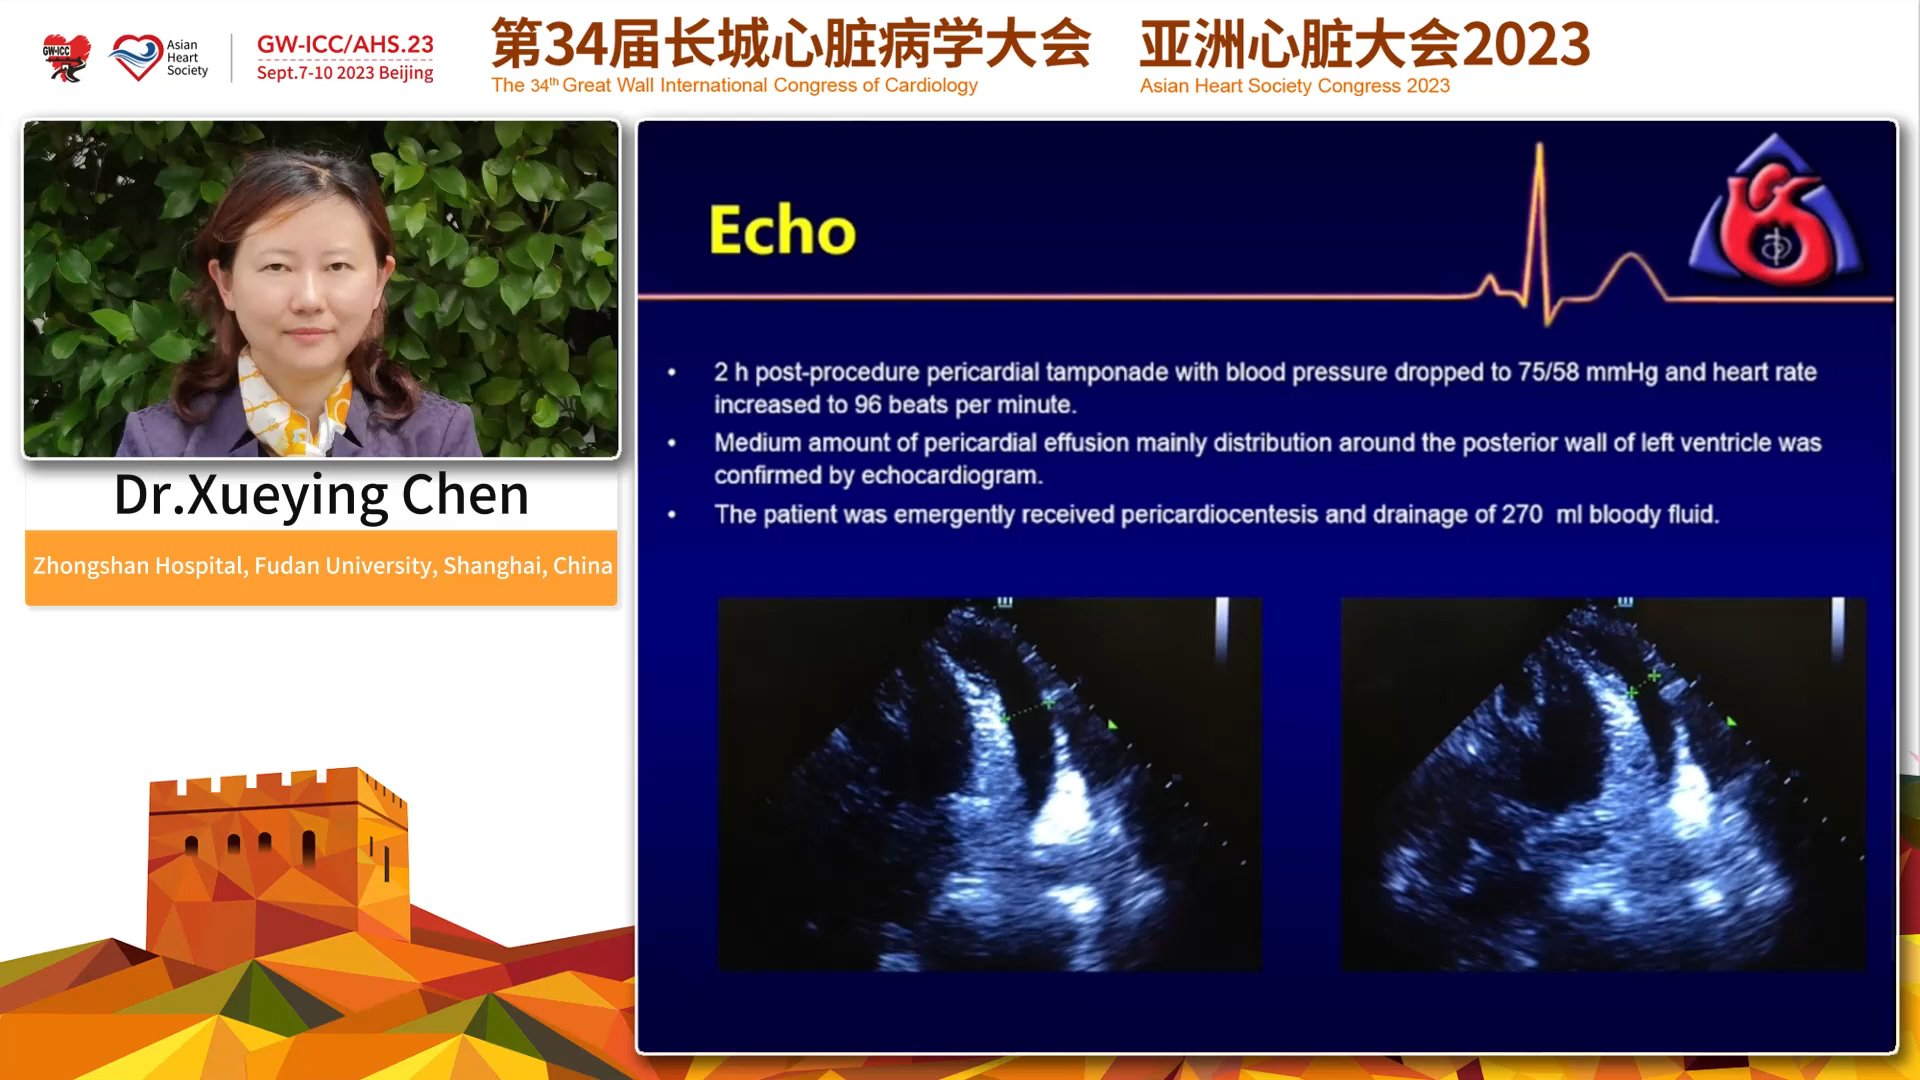 GW-ICC
Asian
Heart
Society
GW-ICC/AHS.23
Sept.7-10 2023 Beijing
第34届长城心脏病学大会
The 34th Great Wall International Congress of Cardiology
亚洲心脏大会2023
Asian Heart Society Congress 2023
Dr.Xueying Chen
Zhongshan Hospital, Fudan University, Shanghai, China
Echo
• 2 h post-procedure pericardial tamponade with blood pressure dropped to 75/58 mmHg and heart rate
increased to 96 beats per minute.
• Medium amount of pericardial effusion mainly distribution around the posterior wall of left ventricle was
confirmed by echocardiogram.
• The patient was emergently received pericardiocentesis and drainage of 270 ml bloody fluid.